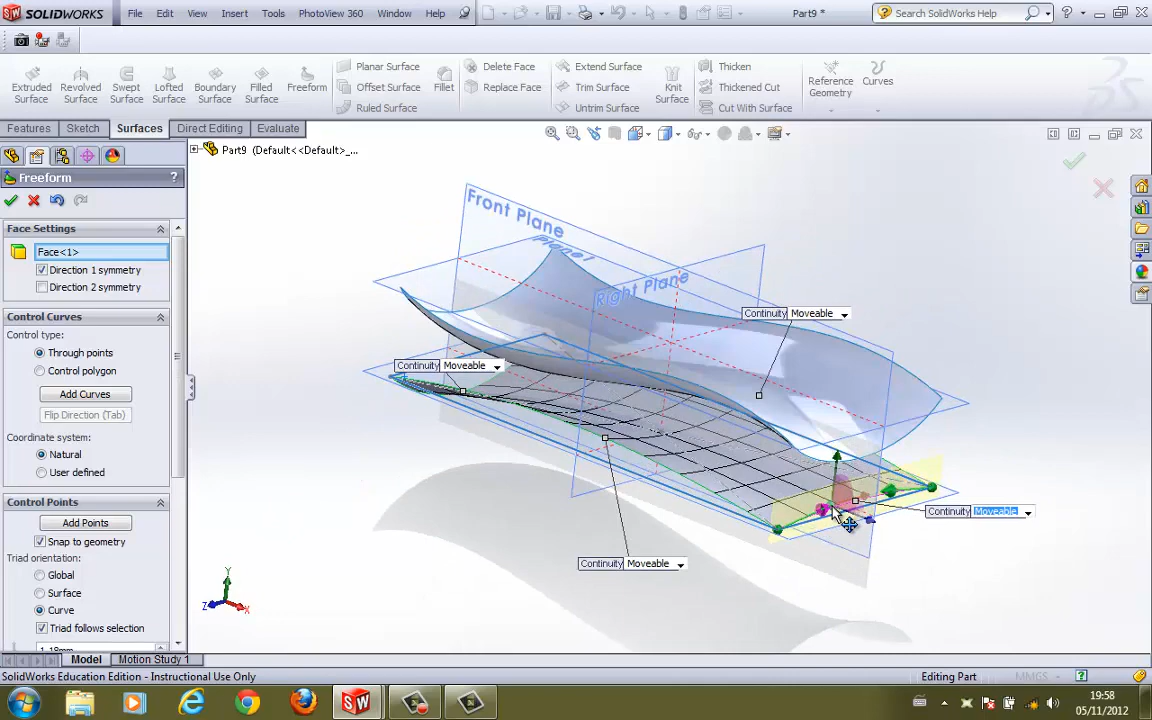 SOLIDWORKS File Edit View Insert Tools PhotoView 360 Window Help Part9 * Search SolidWorks Help
Extruded Surface Revolved Surface Swept Surface Lofted Surface Boundary Surface Filled Surface Freeform
Planar Surface Offset Surface Ruled Surface Fillet Delete Face Replace Face
Extend Surface Trim Surface Untrim Surface Knit Surface Thicken Thickened Cut Cut With Surface
Reference Geometry Curves
Features Sketch Surfaces Direct Editing Evaluate
Part9 (Default<<Default>_...
Freeform ?
Face Settings
Face<1>
Direction 1 symmetry
Direction 2 symmetry
Control Curves
Control type:
Through points
Control polygon
Add Curves
Flip Direction (Tab)
Coordinate system:
Natural
User defined
Control Points
Add Points
Snap to geometry
Triad orientation:
Global
Surface
Curve
Triad follows selection
Front Plane
Plane1
Right Plane
Continuity Moveable
Continuity Moveable
Continuity Moveable
Continuity Moveable
Y
Z X
Model Motion Study 1
SolidWorks Education Edition - Instructional Use Only Editing Part MMGS
19:58
05/11/2012